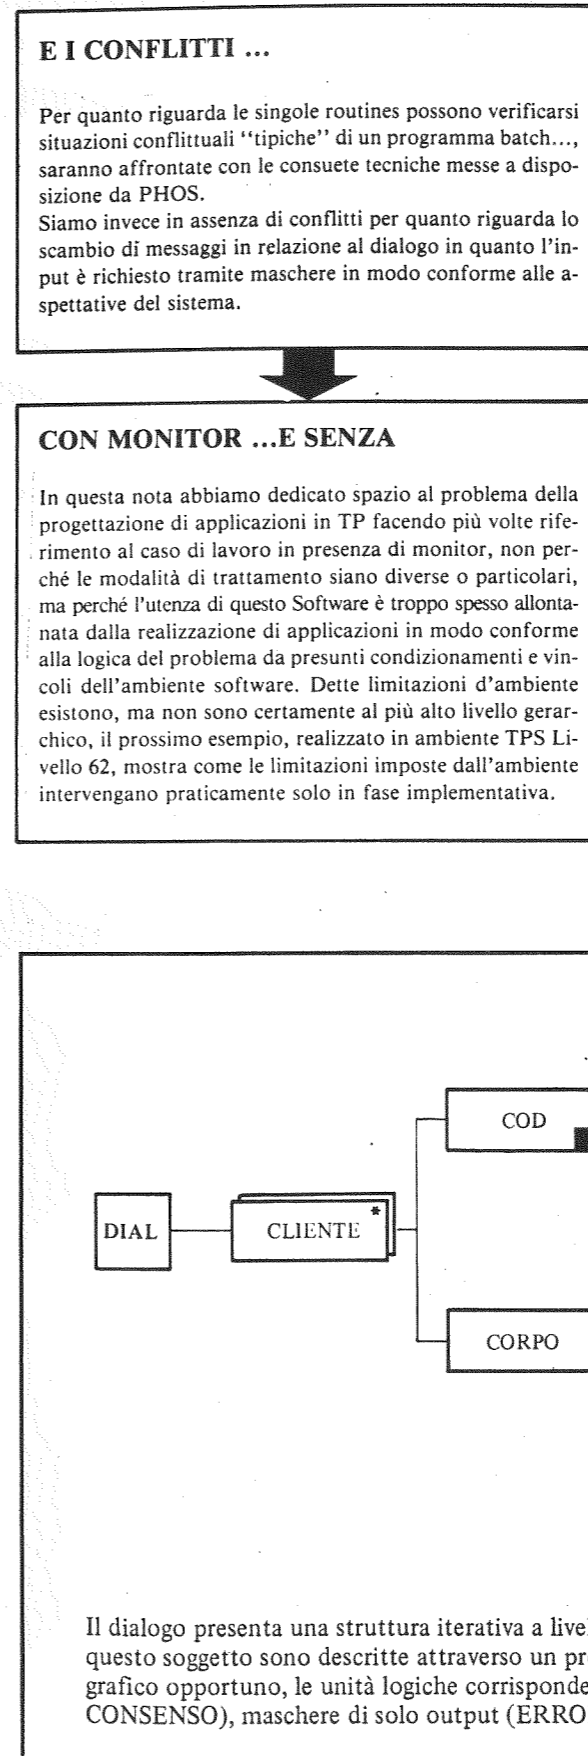 E I CONFLITTI ...
Per quanto riguarda le singole routines possono verificarsi
situazioni conflittuali “tipiche” di un programma batch...,
saranno affrontate con le consuete tecniche messe a dispo-
sizione da PHOS.
Siamo invece in assenza di conflitti per quanto riguarda lo
scambio di messaggi in relazione al dialogo in quanto l'in-
put è richiesto tramite maschere in modo conforme alle a-
spettative del sistema.
CON MONITOR ...E SENZA
In questa nota abbiamo dedicato spazio al problema della
progettazione di applicazioni in TP facendo più volte rife-
rimento al caso di lavoro in presenza di monitor, non per-
ché le modalità di trattamento siano diverse o particolari,
ma perché l'utenza di questo Software è troppo spesso allonta-
nata dalla realizzazione di applicazioni in modo conforme
alla logica del problema da presunti condizionamenti e vin-
coli dell'ambiente software. Dette limitazioni d'ambiente
esistono, ma non sono certamente al più alto livello gerar-
chico, il prossimo esempio, realizzato in ambiente TPS Li-
vello 62, mostra come le limitazioni imposte dall'ambiente
intervengano praticamente solo in fase implementativa.
COD
DIAL
CLIENTE *
CORPO
Il dialogo presenta una struttura iterativa a
questo soggetto sono descritte attraverso un
grafico opportuno, le unità logiche
CONSENSO), maschere di solo output